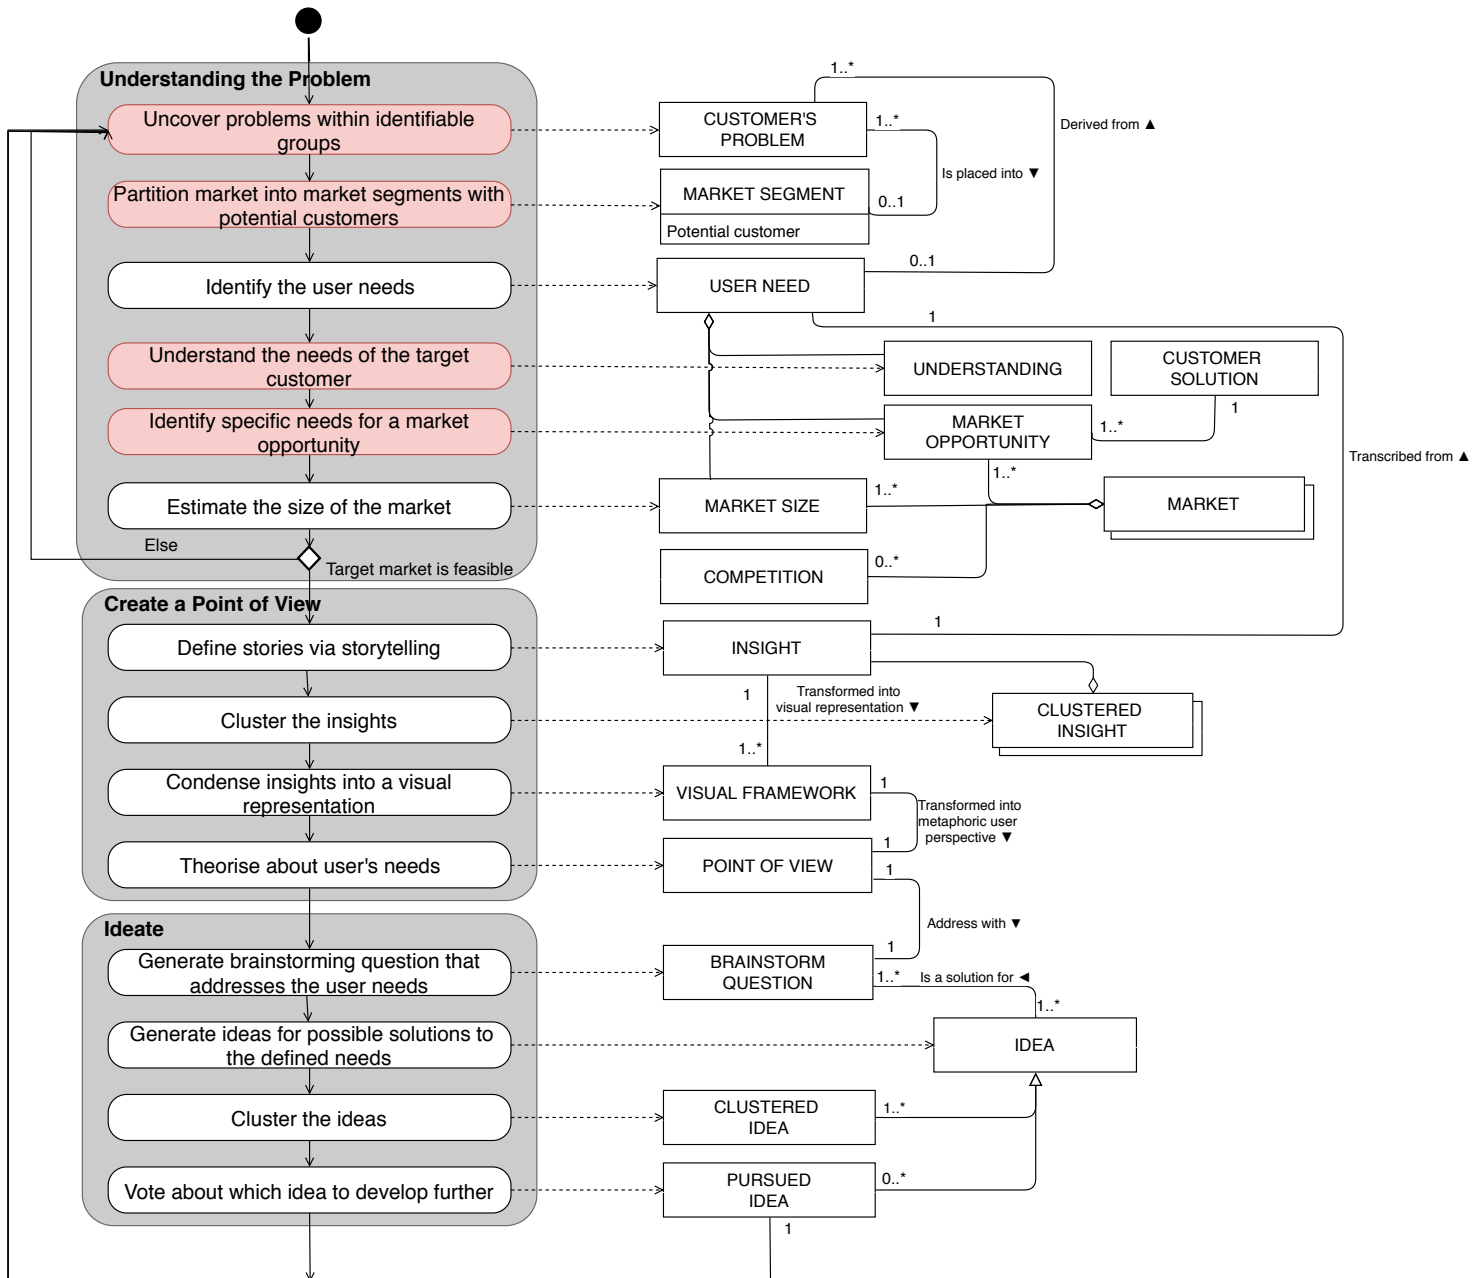 Understanding the Problem
Uncover problems within identifiable
groups
Partition market into market segments with
potential customers
Identify the user needs
Understand the needs of the target
customer
Identify specific needs for a market
opportunity
Estimate the size of the market
Else
Target market is feasible
CUSTOMER'S
PROBLEM
1..*
1..*
Derived from ▲
Is placed into ▼
MARKET SEGMENT
0..1
Potential customer
0..1
USER NEED
1
UNDERSTANDING
CUSTOMER
SOLUTION
1
MARKET
OPPORTUNITY
1..*
1..*
Transcribed from ▲
MARKET SIZE
1..*
MARKET
COMPETITION
0..*
Create a Point of View
Define stories via storytelling
Cluster the insights
Condense insights into a visual
representation
Theorise about user's needs
INSIGHT
1
1
Transformed into
visual representation ▼
1..*
CLUSTERED
INSIGHT
VISUAL FRAMEWORK
1
Transformed into
metaphoric user
perspective ▼
1
POINT OF VIEW
1
Address with ▼
Ideate
Generate brainstorming question that
addresses the user needs
Generate ideas for possible solutions to
the defined needs
Cluster the ideas
Vote about which idea to develop further
1
BRAINSTORM
QUESTION
1..*
Is a solution for ◄
1..*
IDEA
CLUSTERED
IDEA
1..*
PURSUED
IDEA
0..*
1